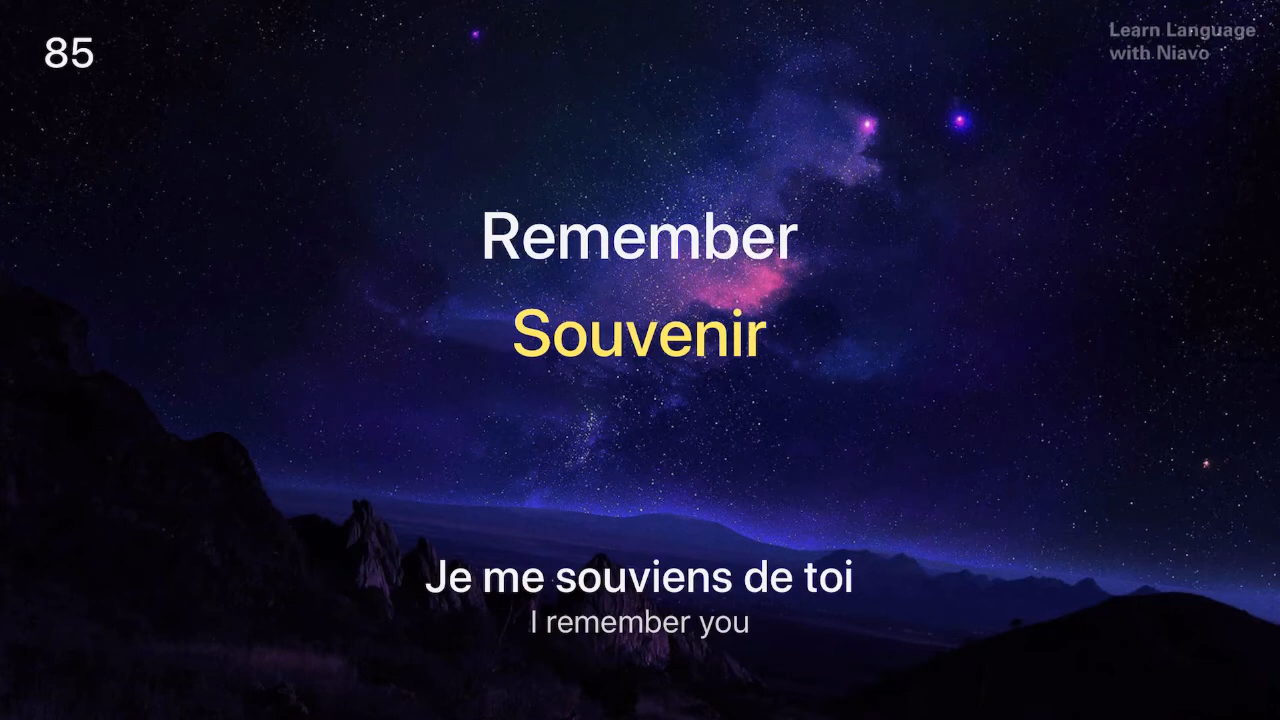 85
Learn Language
with Niavo
Remember
Souvenir
Je me souviens de toi
I remember you